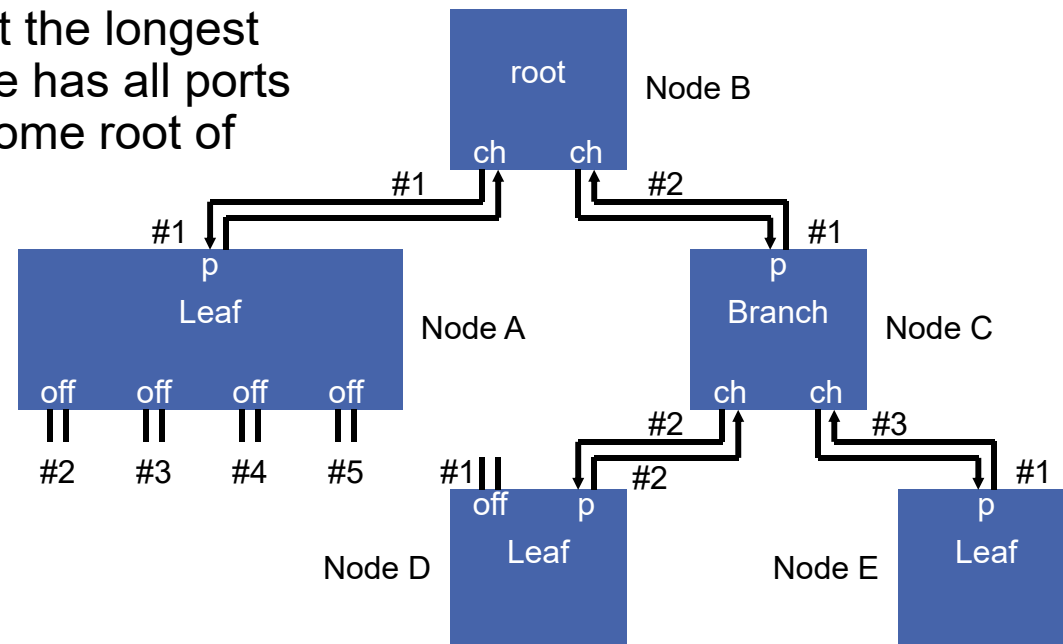 t the longest
e has all ports
ome root of
root
Node B
ch ch
#1 #2
#1 #1
p p
Leaf Branch
Node A Node C
off off off off ch ch
#2 #3
#2 #3 #4 #5 #1 #2 #1
off p p
Leaf Leaf
Node D Node E